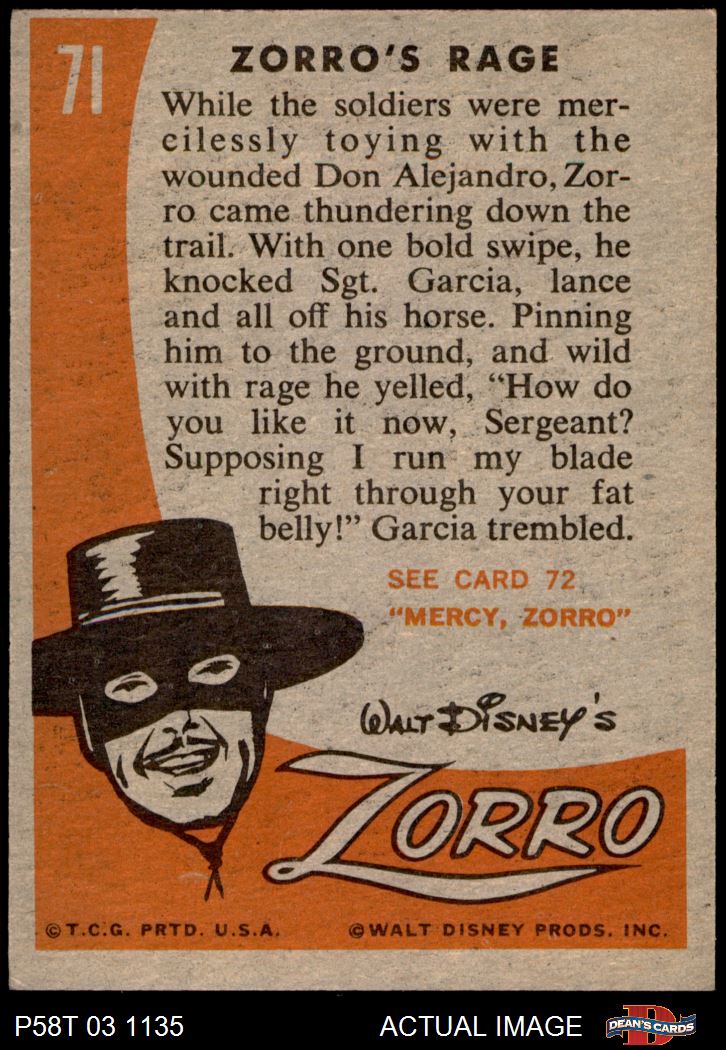 71
ZORRO'S RAGE
While the soldiers were mer-
cilessly toying with the
wounded Don Alejandro, Zor-
ro came thundering down the
trail. With one bold swipe, he
knocked Sgt. Garcia, lance
and all off his horse. Pinning
him to the ground, and wild
with rage he yelled, “How do
you like it now, Sergeant?
Supposing I run my blade
right through your fat
belly!” Garcia trembled.
SEE CARD 72
“MERCY, ZORRO”
WALT DISNEY'S
ZORRO
©T.C.G. PRTD. U.S.A.
©WALT DISNEY PRODS. INC.
P58T 03 1135
ACTUAL IMAGE
D
DEAN'S CARDS